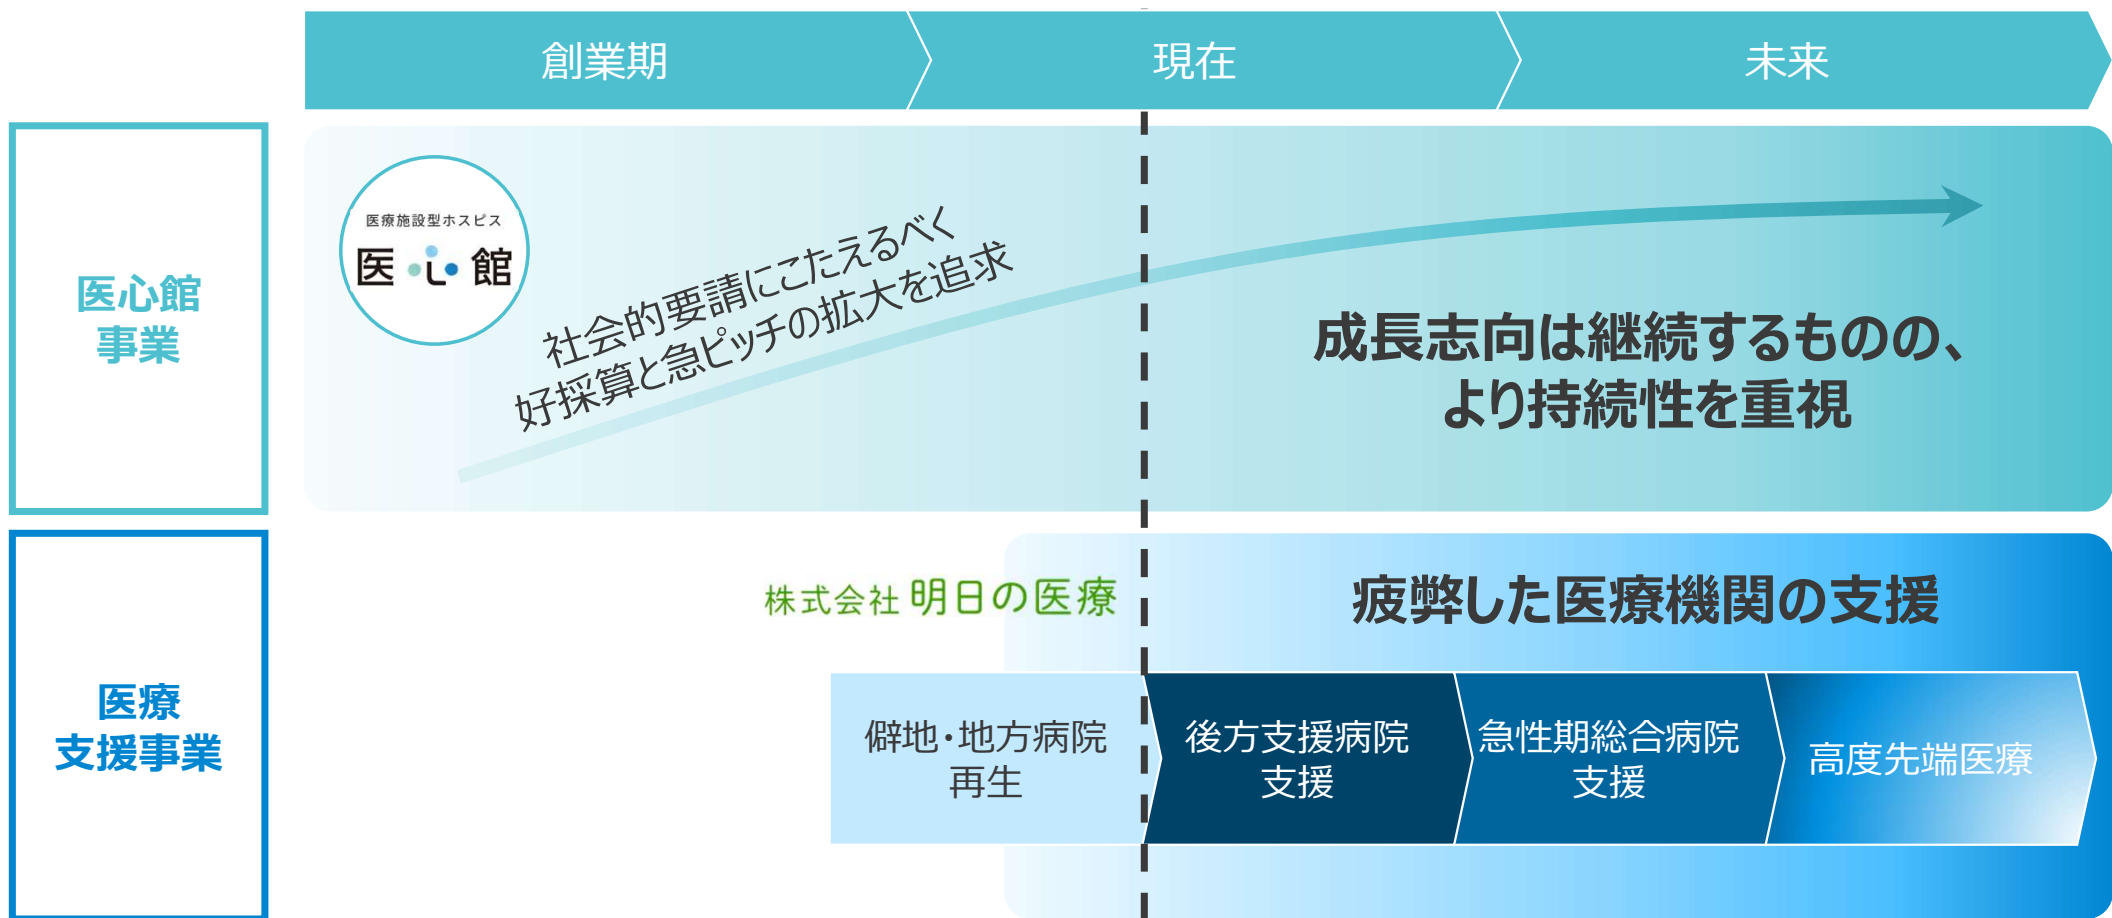 創業期
現在
未来
医心館
事業
医療施設型ホスピス
医心館
社会的要請にこたえるべく
好採算と急ピッチの拡大を追求
成長志向は継続するものの、
より持続性を重視
医療
支援事業
株式会社 明日の医療
疲弊した医療機関の支援
僻地・地方病院
再生
後方支援病院
支援
急性期総合病院
支援
高度先端医療